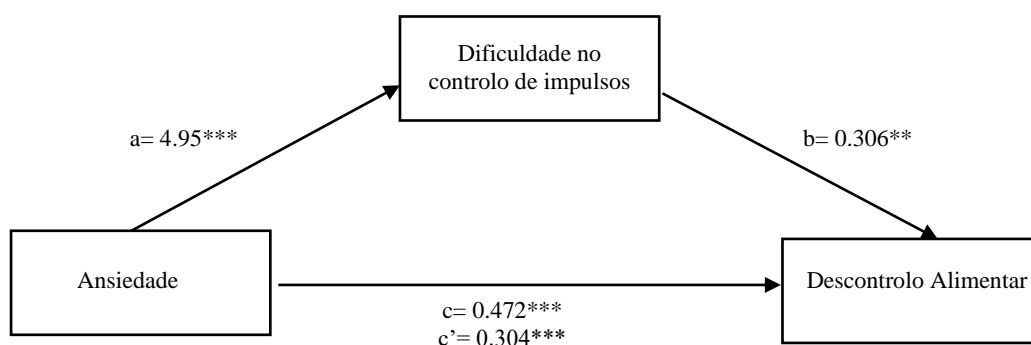 Dificuldade no
controlo de impulsos
a= 4.95***
b= 0.306**
Ansiedade
Descontrolo Alimentar
c= 0.472***
c’= 0.304***